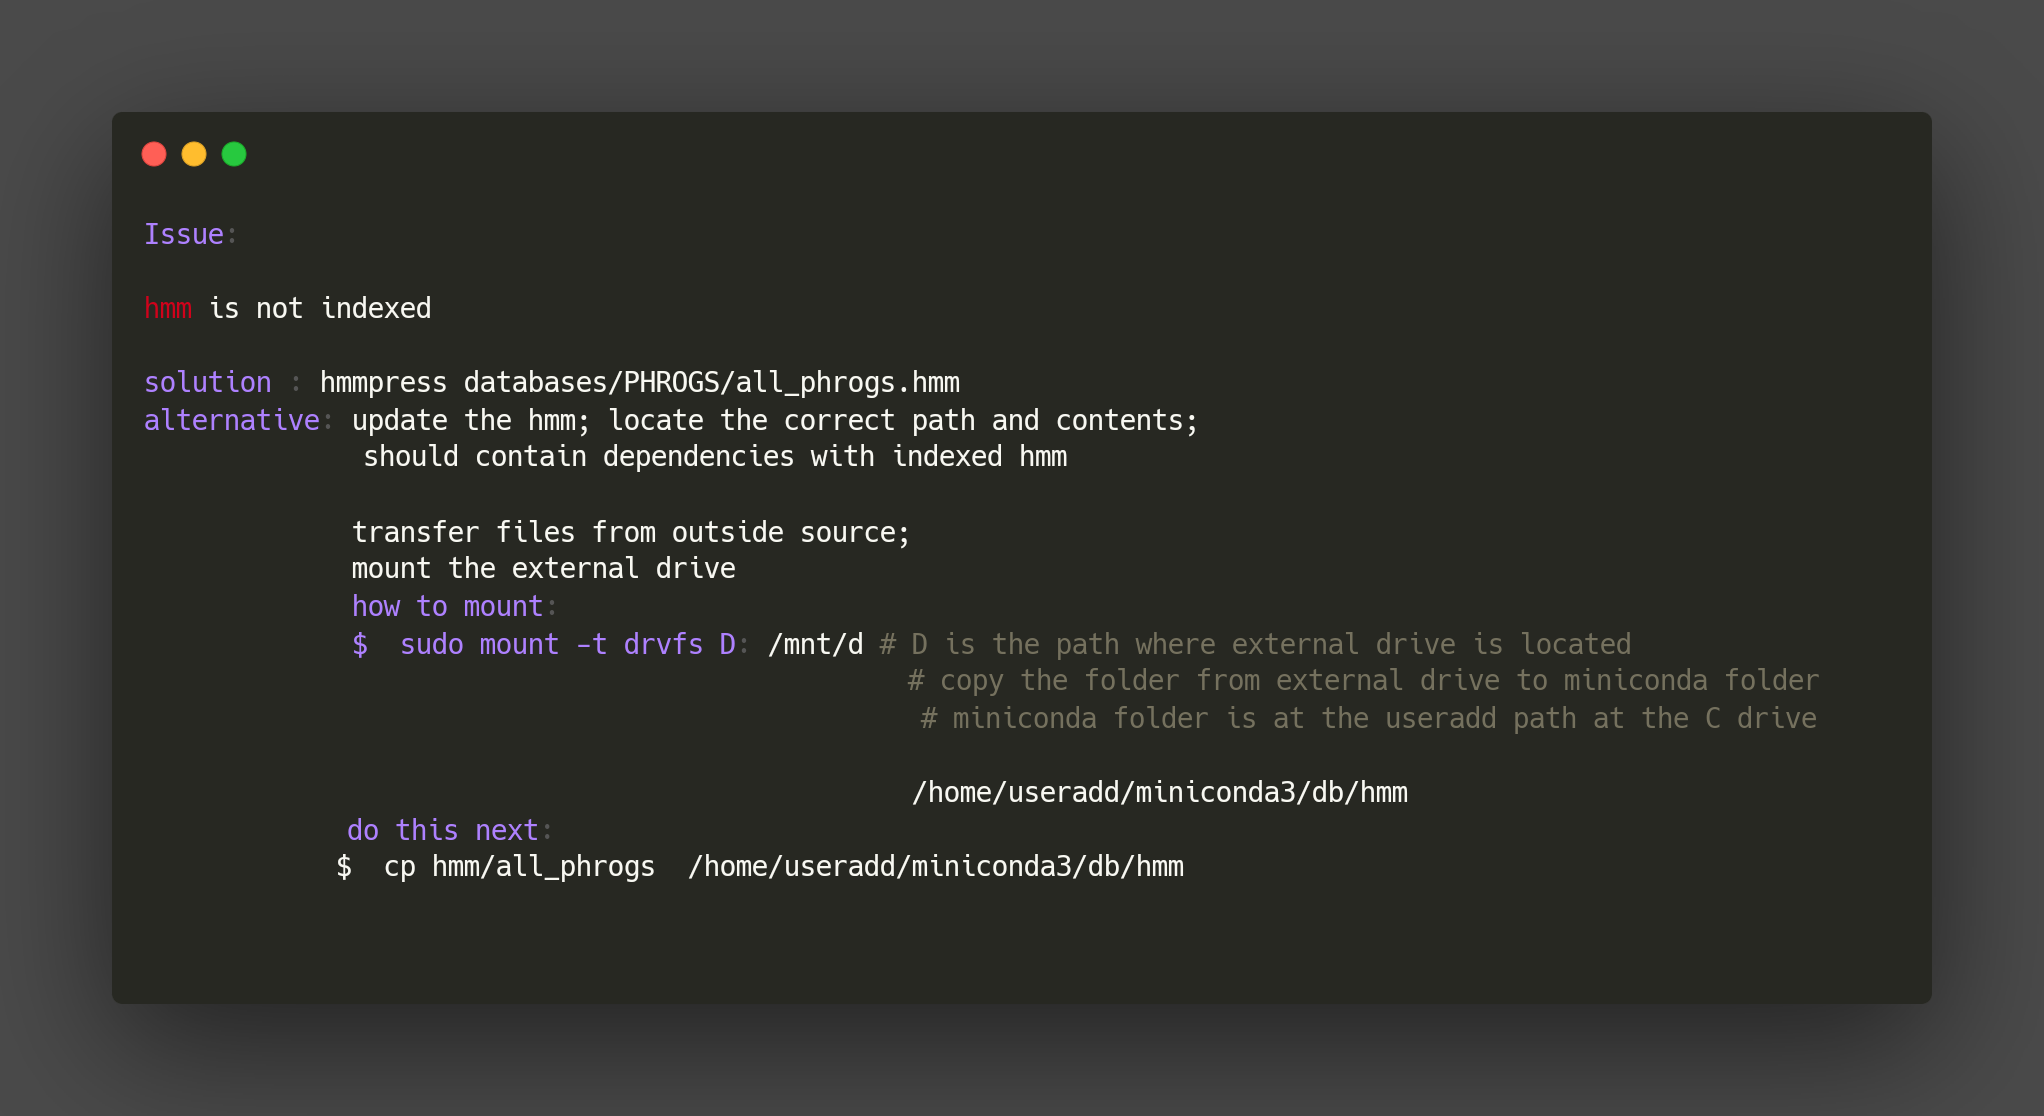 Issue:
hmm is not indexed
solution : hmmpress databases/PHROGS/all_phrogs.hmm
alternative: update the hmm; locate the correct path and contents;
should contain dependencies with indexed hmm
transfer files from outside source;
mount the external drive
how to mount:
$  sudo mount -t drvfs D: /mnt/d # D is the path where external drive is located
# copy the folder from external drive to miniconda folder
# miniconda folder is at the useradd path at the C drive
/home/useradd/miniconda3/db/hmm
do this next:
$  cp hmm/all_phrogs  /home/useradd/miniconda3/db/hmm